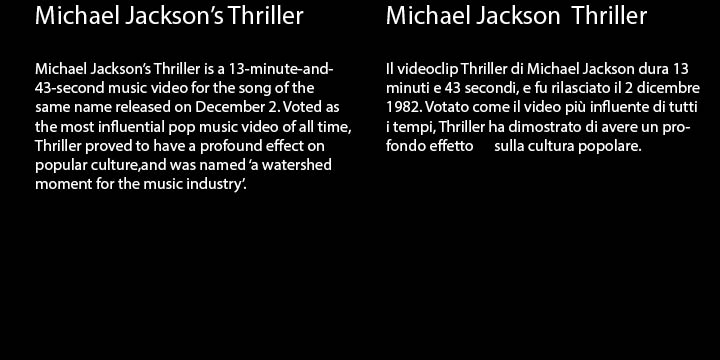 Michael Jackson's Thriller
Michael Jackson's Thriller is a 13-minute-and-
43-second music video for the song of the
same name released on December 2. Voted as
the most influential pop music video of all time,
Thriller proved to have a profound effect on
popular culture,and was named 'a watershed
moment for the music industry'.
Michael Jackson Thriller
Il videoclip Thriller di Michael Jackson dura 13
minuti e 43 secondi, e fu rilasciato il 2 dicembre
1982. Votato come il video più influente di tutti
i tempi, Thriller ha dimostrato di avere un pro-
fondo effetto sulla cultura popolare.